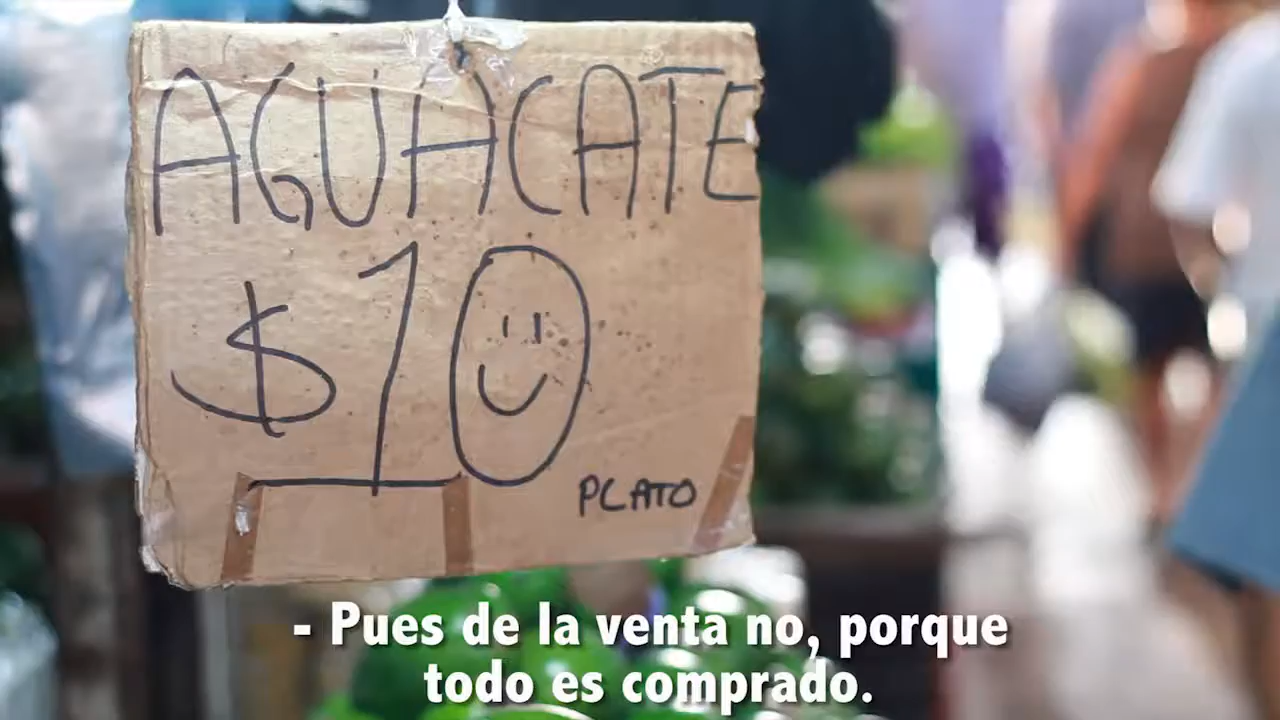 AGUACATE
$10
PLATO
- Pues de la venta no, porque
todo es comprado.